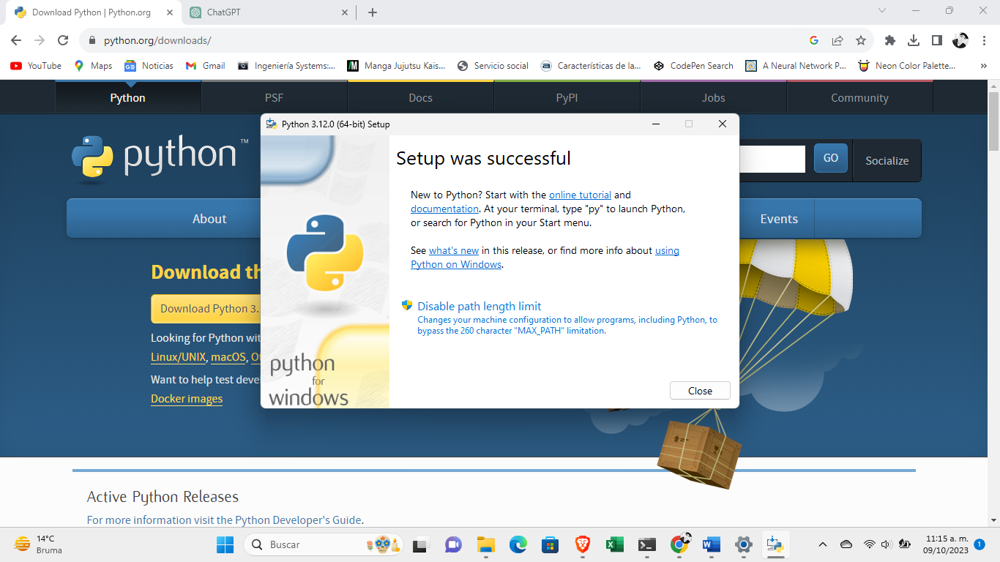 Download Python | Python.org
ChatGPT
python.org/downloads/
YouTube
Maps
Noticias
Gmail
Ingeniería Systems:...
Manga Jujutsu Kais...
Servicio social
Características de la...
CodePen Search
A Neural Network P...
Neon Color Palette...
Python
PSF
Docs
PyPI
Jobs
Community
python™
GO
Socialize
About
Events
Python 3.12.0 (64-bit) Setup
Setup was successful
New to Python? Start with the online tutorial and
documentation. At your terminal, type "py" to launch Python,
or search for Python in your Start menu.
See what's new in this release, or find more info about using
Python on Windows.
Disable path length limit
Changes your machine configuration to allow programs, including Python, to
bypass the 260 character "MAX_PATH" limitation.
python
for
windows
Close
Download th
Download Python 3.
Looking for Python wit
Linux/UNIX, macOS, O
Want to help test deve
Docker images
Active Python Releases
For more information visit the Python Developer's Guide.
14°C
Bruma
Buscar
11:15 a. m.
09/10/2023
1